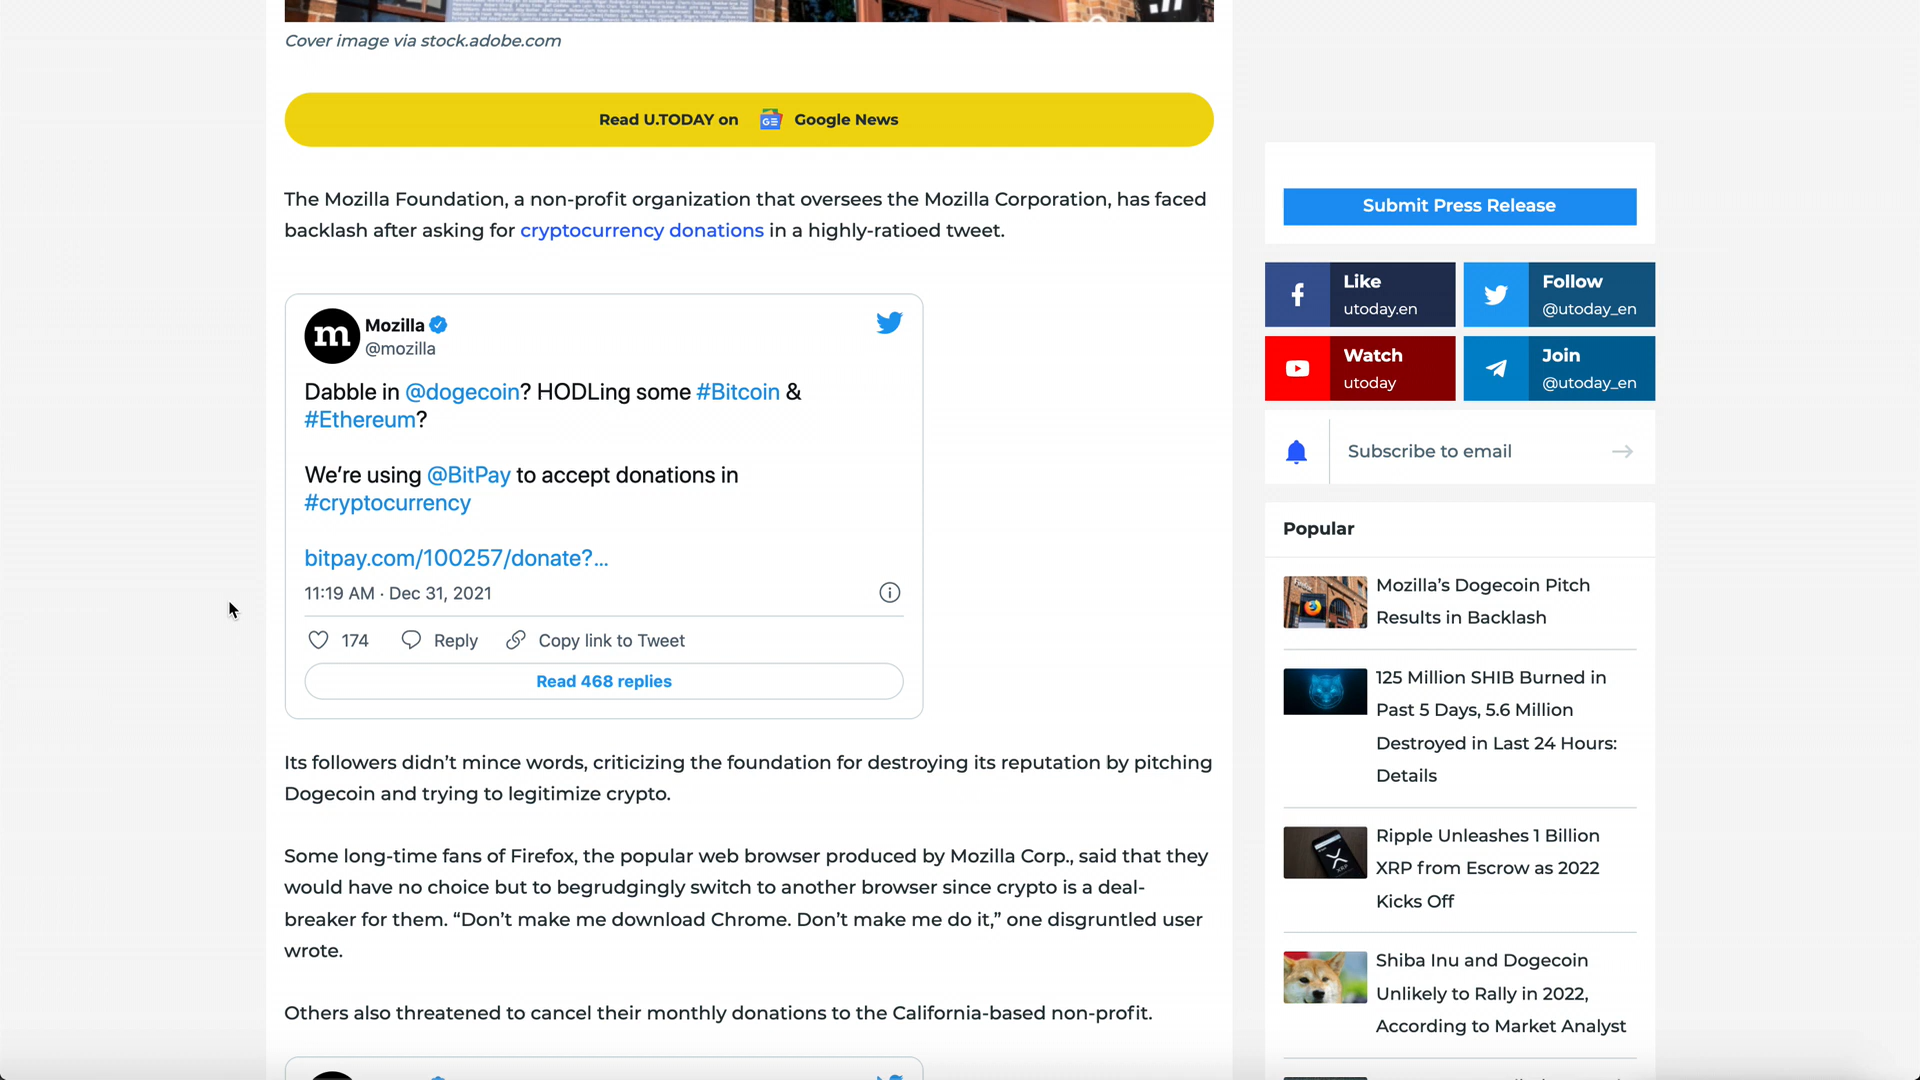 Cover image via stock.adobe.com
Read U.TODAY on GE Google News
The Mozilla Foundation, a non-profit organization that oversees the Mozilla Corporation, has faced
backlash after asking for cryptocurrency donations in a highly-ratioed tweet.
m
Mozilla
@mozilla
Dabble in @dogecoin? HODLing some #Bitcoin &
#Ethereum?
We’re using @BitPay to accept donations in
#cryptocurrency
bitpay.com/100257/donate?...
11:19 AM · Dec 31, 2021
174 Reply Copy link to Tweet
Read 468 replies
Its followers didn’t mince words, criticizing the foundation for destroying its reputation by pitching
Dogecoin and trying to legitimize crypto.
Some long-time fans of Firefox, the popular web browser produced by Mozilla Corp., said that they
would have no choice but to begrudgingly switch to another browser since crypto is a deal-
breaker for them. “Don’t make me download Chrome. Don’t make me do it,” one disgruntled user
wrote.
Others also threatened to cancel their monthly donations to the California-based non-profit.
Submit Press Release
Like
utoday.en
Follow
@utoday_en
Watch
utoday
Join
@utoday_en
Subscribe to email
Popular
Mozilla’s Dogecoin Pitch
Results in Backlash
125 Million SHIB Burned in
Past 5 Days, 5.6 Million
Destroyed in Last 24 Hours:
Details
Ripple Unleashes 1 Billion
XRP from Escrow as 2022
Kicks Off
Shiba Inu and Dogecoin
Unlikely to Rally in 2022,
According to Market Analyst